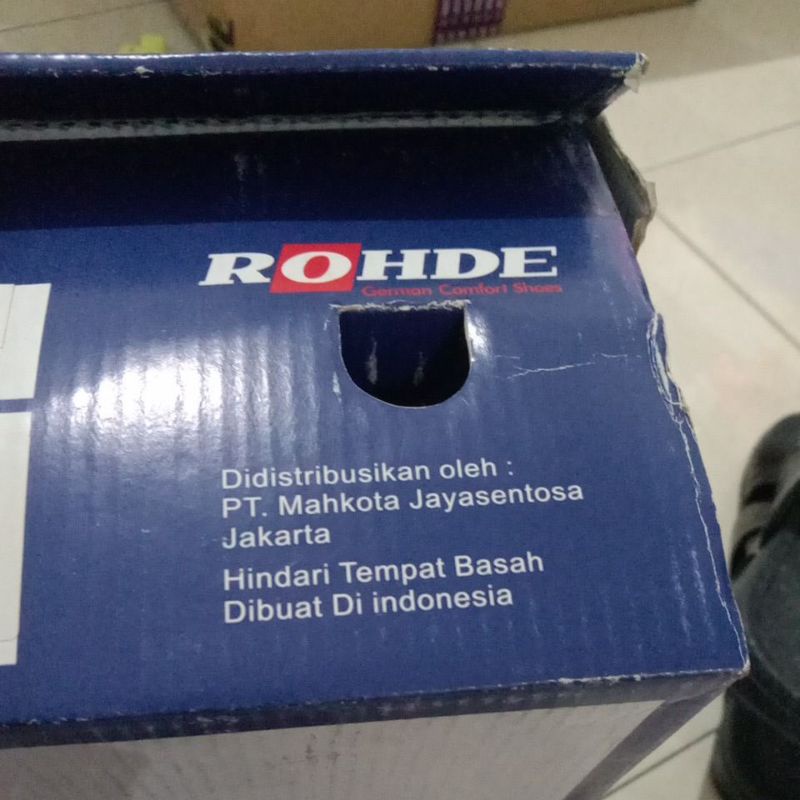 ROHDE
German Comfort Shoes
Didistribusikan oleh :
PT. Mahkota Jayasentosa
Jakarta
Hindari Tempat Basah
Dibuat Di indonesia